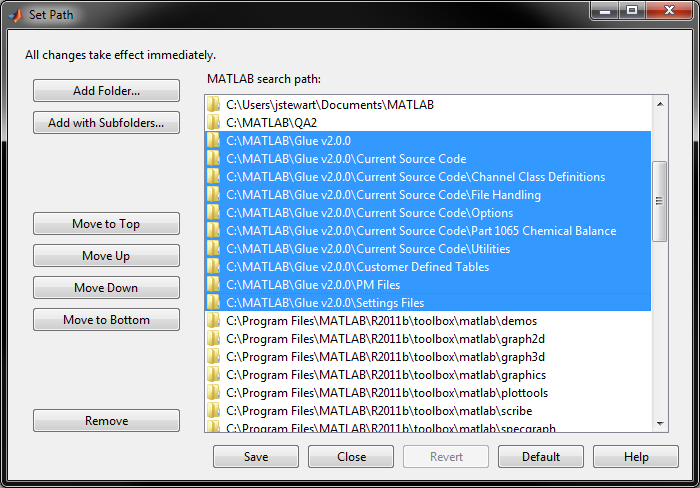 Set Path
All changes take effect immediately.
MATLAB search path:
Add Folder...
Add with Subfolders...
Move to Top
Move Up
Move Down
Move to Bottom
Remove
C:\Users\jstewart\Documents\MATLAB
C:\MATLAB\QA2
C:\MATLAB\Glue v2.0.0
C:\MATLAB\Glue v2.0.0\Current Source Code
C:\MATLAB\Glue v2.0.0\Current Source Code\Channel Class Definitions
C:\MATLAB\Glue v2.0.0\Current Source Code\File Handling
C:\MATLAB\Glue v2.0.0\Current Source Code\Options
C:\MATLAB\Glue v2.0.0\Current Source Code\Part 1065 Chemical Balance
C:\MATLAB\Glue v2.0.0\Current Source Code\Utilities
C:\MATLAB\Glue v2.0.0\Customer Defined Tables
C:\MATLAB\Glue v2.0.0\PM Files
C:\MATLAB\Glue v2.0.0\Settings Files
C:\Program Files\MATLAB\R2011b\toolbox\matlab\demos
C:\Program Files\MATLAB\R2011b\toolbox\matlab\graph2d
C:\Program Files\MATLAB\R2011b\toolbox\matlab\graph3d
C:\Program Files\MATLAB\R2011b\toolbox\matlab\graphics
C:\Program Files\MATLAB\R2011b\toolbox\matlab\plottools
C:\Program Files\MATLAB\R2011b\toolbox\matlab\scribe
C:\Program Files\MATLAB\R2011b\toolbox\matlab\specgraph
Save
Close
Revert
Default
Help